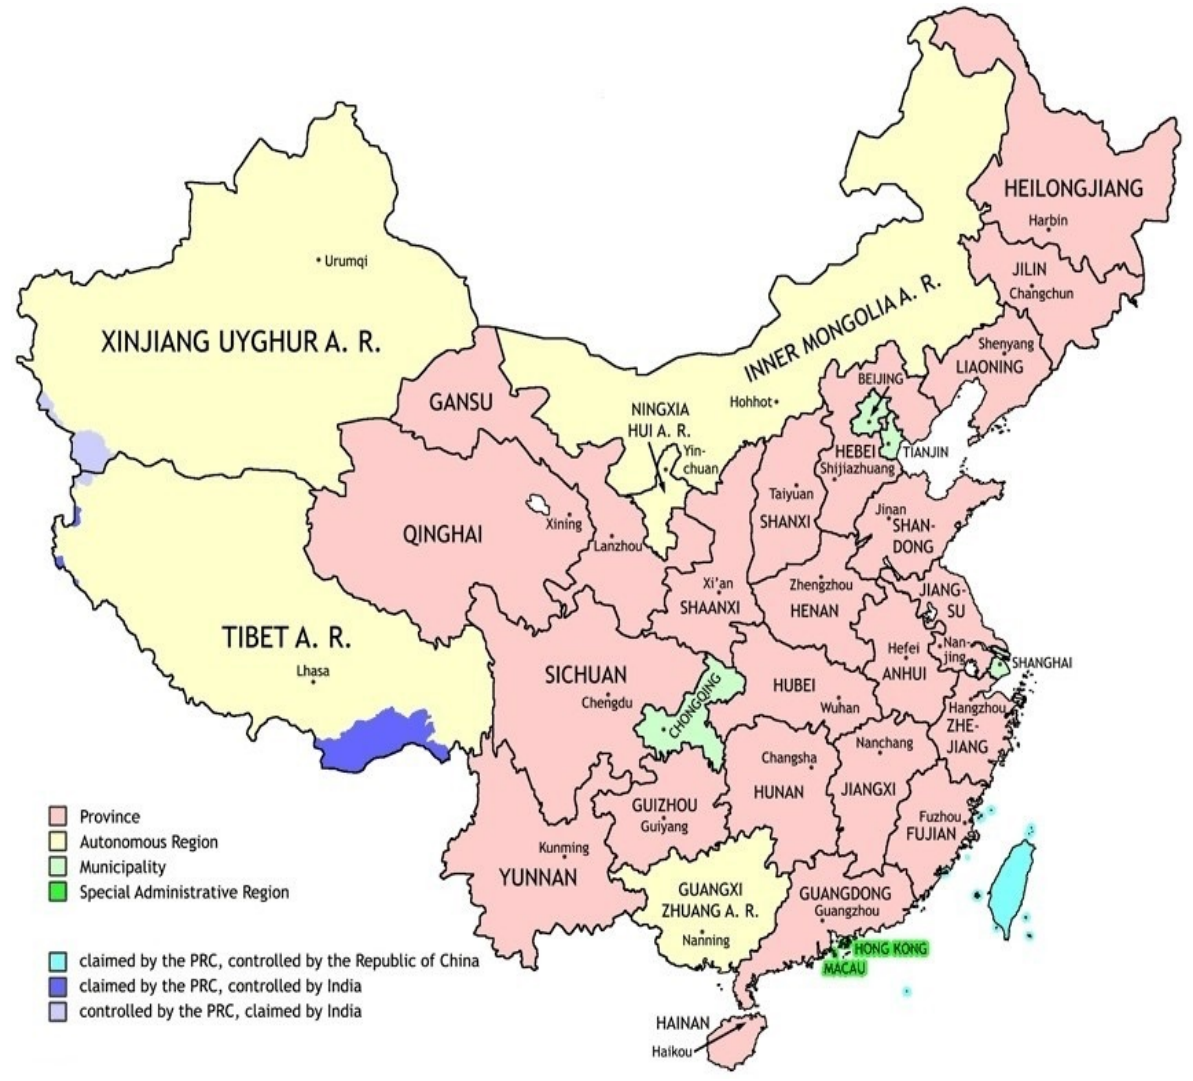 HEILONGJIANG
Harbin
JILIN
Changchun
Urumqi
XINJIANG UYGHUR A. R.
INNER MONGOLIA A. R.
Hohhot
Shenyang
LIAONING
BEIJING
GANSU
NINGXIA
HUI A. R.
Yin-
chuan
HEBEI
TIANJIN
Shijiazhuang
Taiyuan
SHANXI
Jinan
SHAN-
DONG
QINGHAI
Xining
Lanzhou
Xi'an
SHAANXI
Zhengzhou
HENAN
JIANG-
SU
TIBET A. R.
Lhasa
SICHUAN
Chengdu
CHONGQING
HUBEI
Wuhan
Hefei
ANHUI
Nan-
jing
SHANGHAI
Hangzhou
ZHE-
JIANG
Changsha
HUNAN
Nanchang
JIANGXI
GUIZHOU
Guiyang
Fuzhou
FUJIAN
Kunming
YUNNAN
GUANGXI
ZHUANG A. R.
Nanning
GUANGDONG
Guangzhou
HONG KONG
MACAU
HAINAN
Haikou
Province
Autonomous Region
Municipality
Special Administrative Region
claimed by the PRC, controlled by the Republic of China
claimed by the PRC, controlled by India
controlled by the PRC, claimed by India